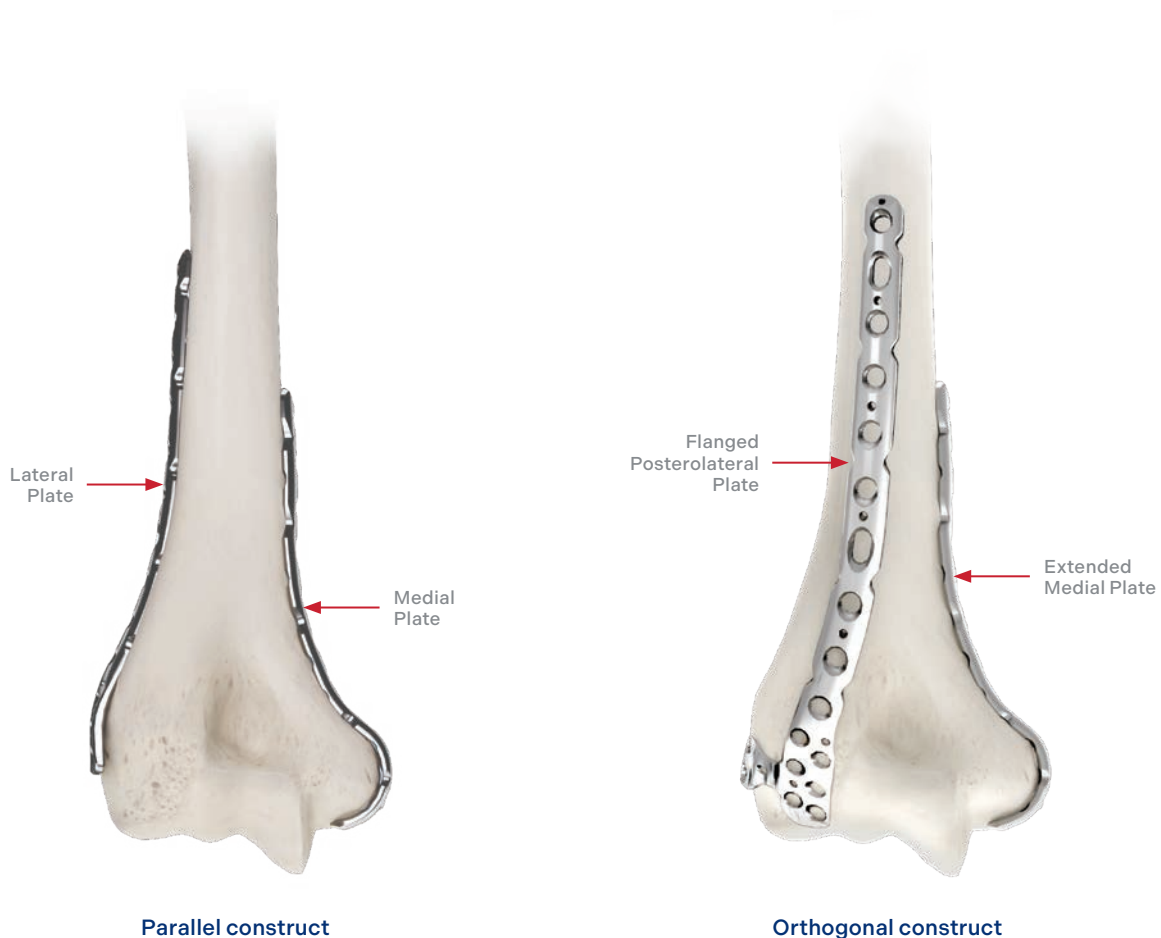 Lateral
Plate
Medial
Plate
Parallel construct
Flanged
Posterolateral
Plate
Extended
Medial Plate
Orthogonal construct